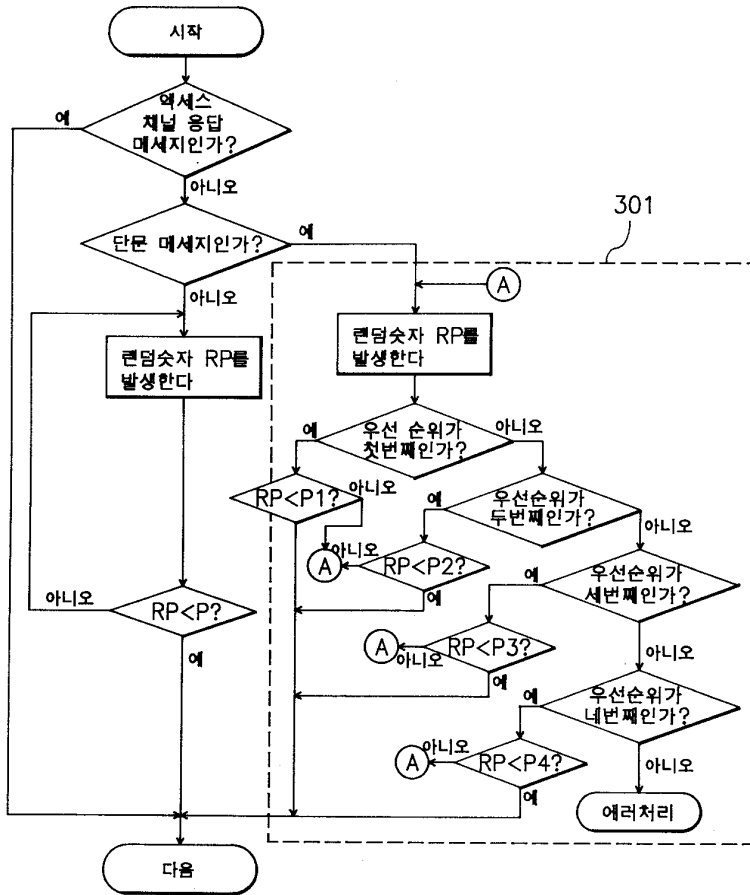 시작
액세스
채널 응답
메세지인가?
예
아니오
301
단문 메세지인가?
예
아니오
A
랜덤숫자 RP를
발생한다
랜덤숫자 RP를
발생한다
예
우선 순위가
첫번째인가?
아니오
RP<P1?
아니오
예
우선순위가
두번째인가?
아니오
A
아니오
RP<P2?
예
예
예
우선순위가
세번째인가?
아니오
RP<P?
예
A
아니오
RP<P3?
예
아니오
예
우선순위가
네번째인가?
A
아니오
RP<P4?
예
아니오
에러처리
다음